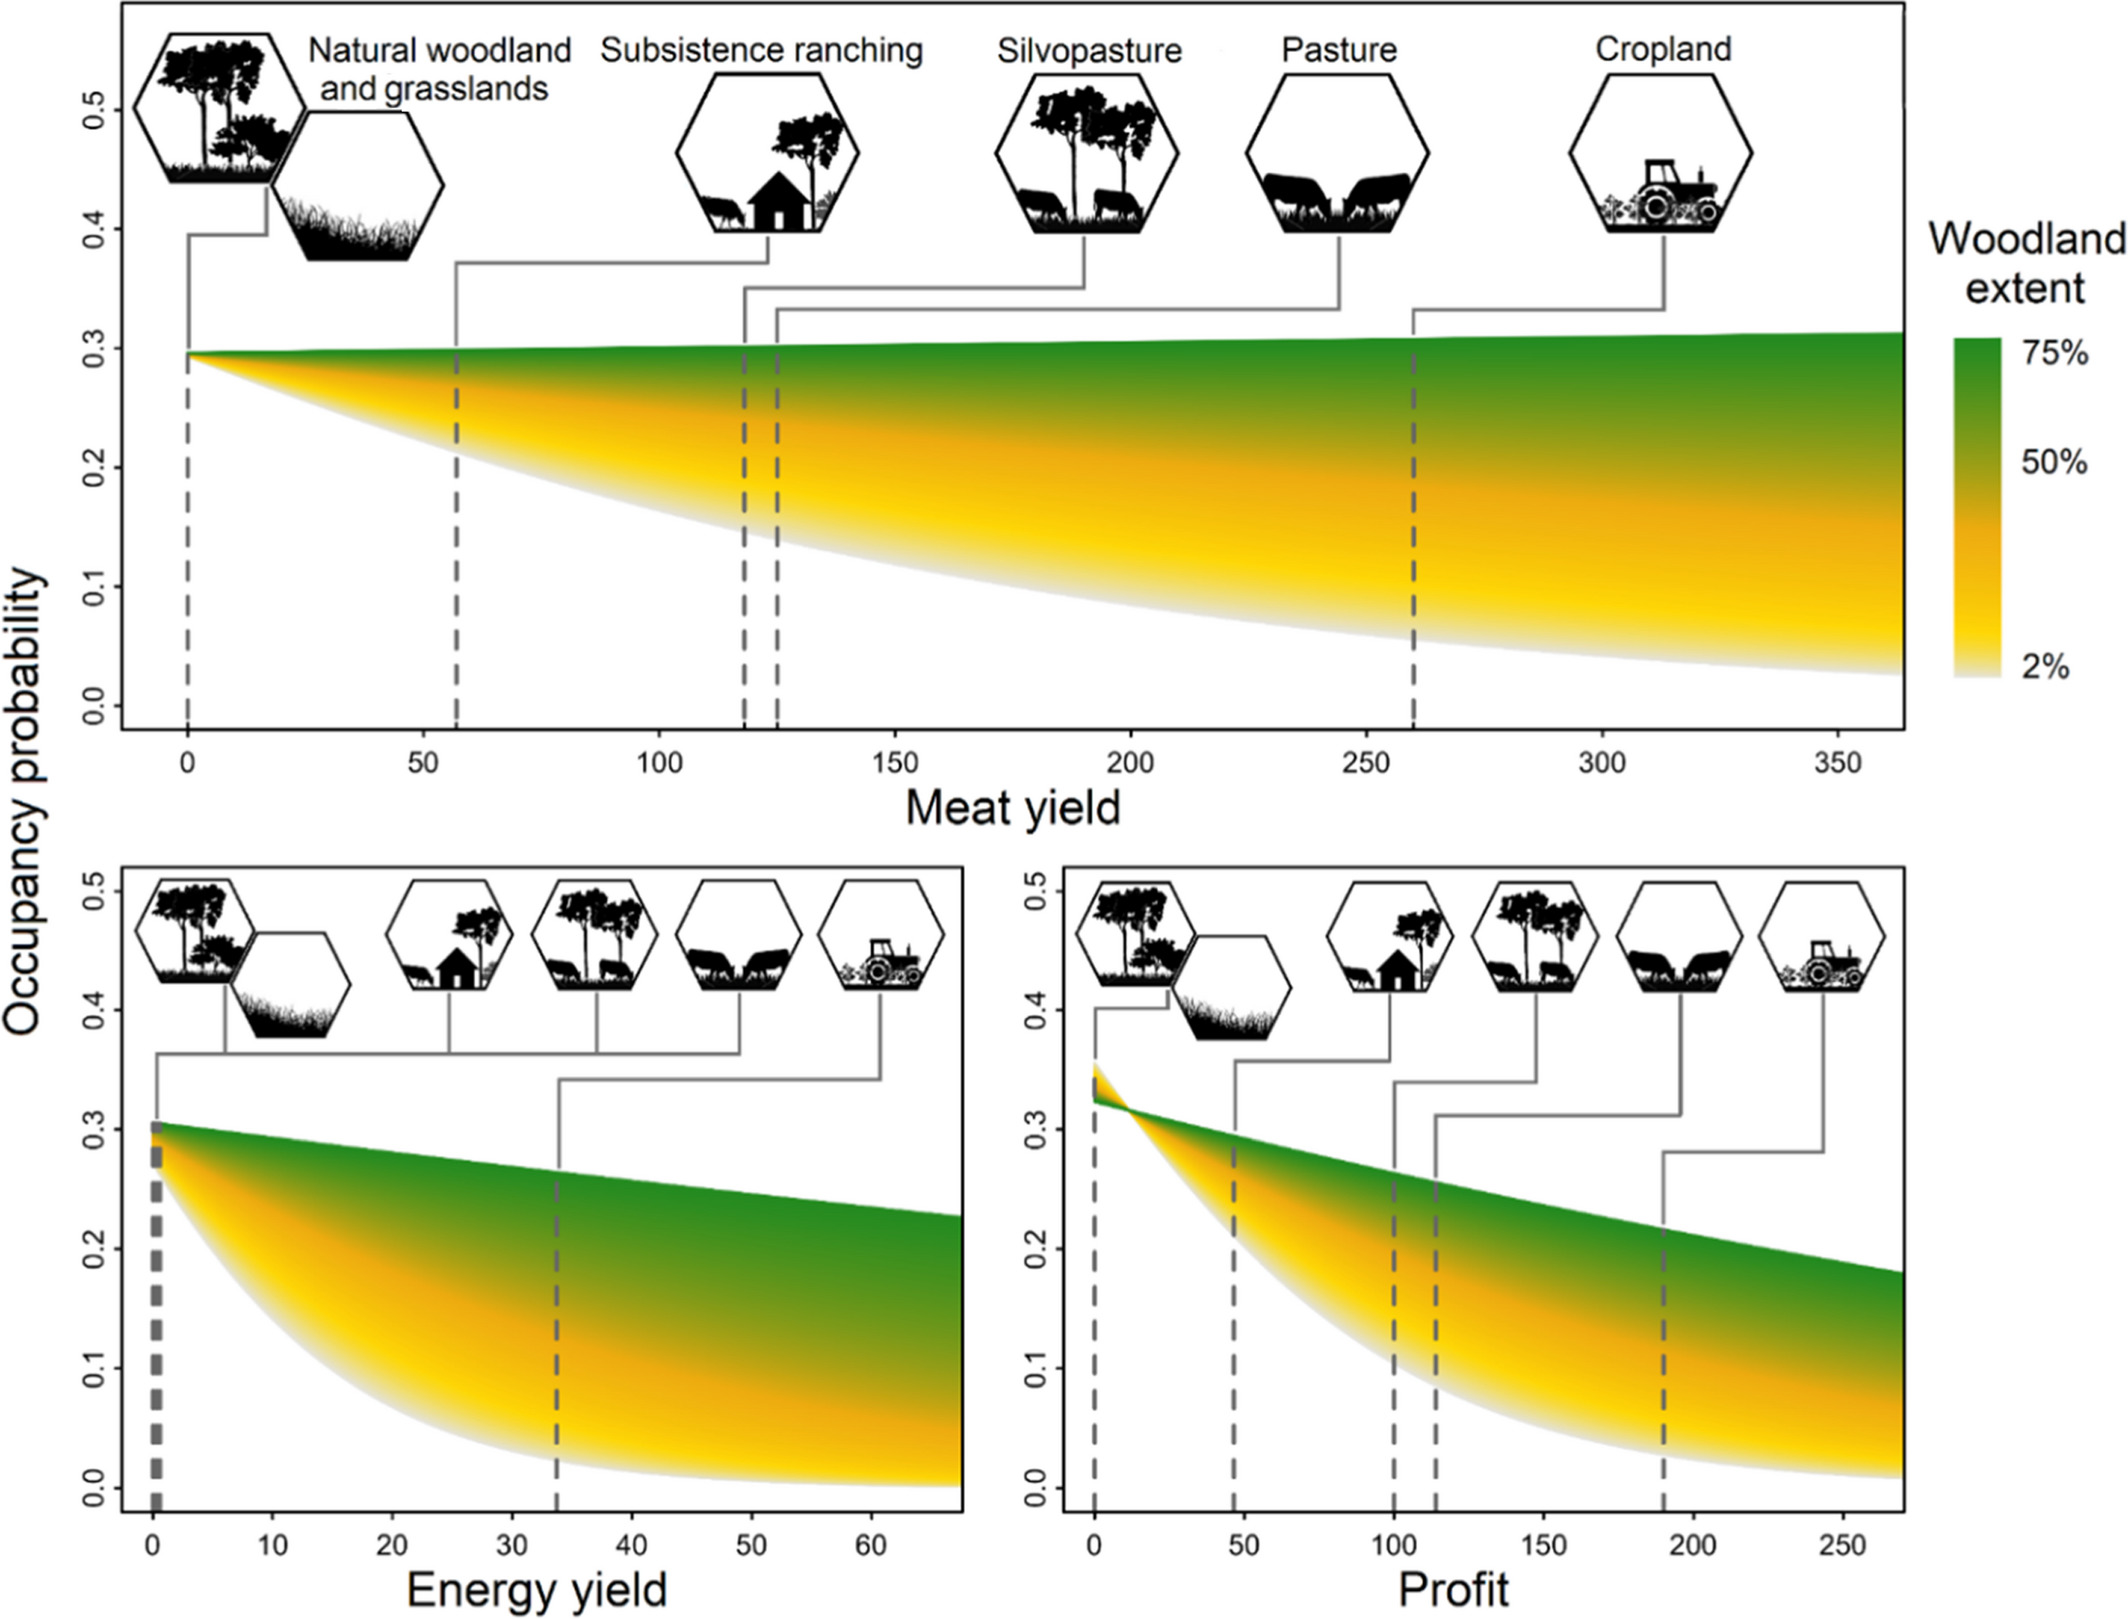 Natural woodland
and grasslands
Subsistence ranching
Silvopasture
Pasture
Cropland
Woodland
extent
75%
50%
2%
Occupancy probability
0.5
0.4
0.3
0.2
0.1
0.0
0 50 100 150 200 250 300 350
Meat yield
0.5
0.4
0.3
0.2
0.1
0.0
0 10 20 30 40 50 60
Energy yield
0.5
0.4
0.3
0.2
0.1
0.0
0 50 100 150 200 250
Profit